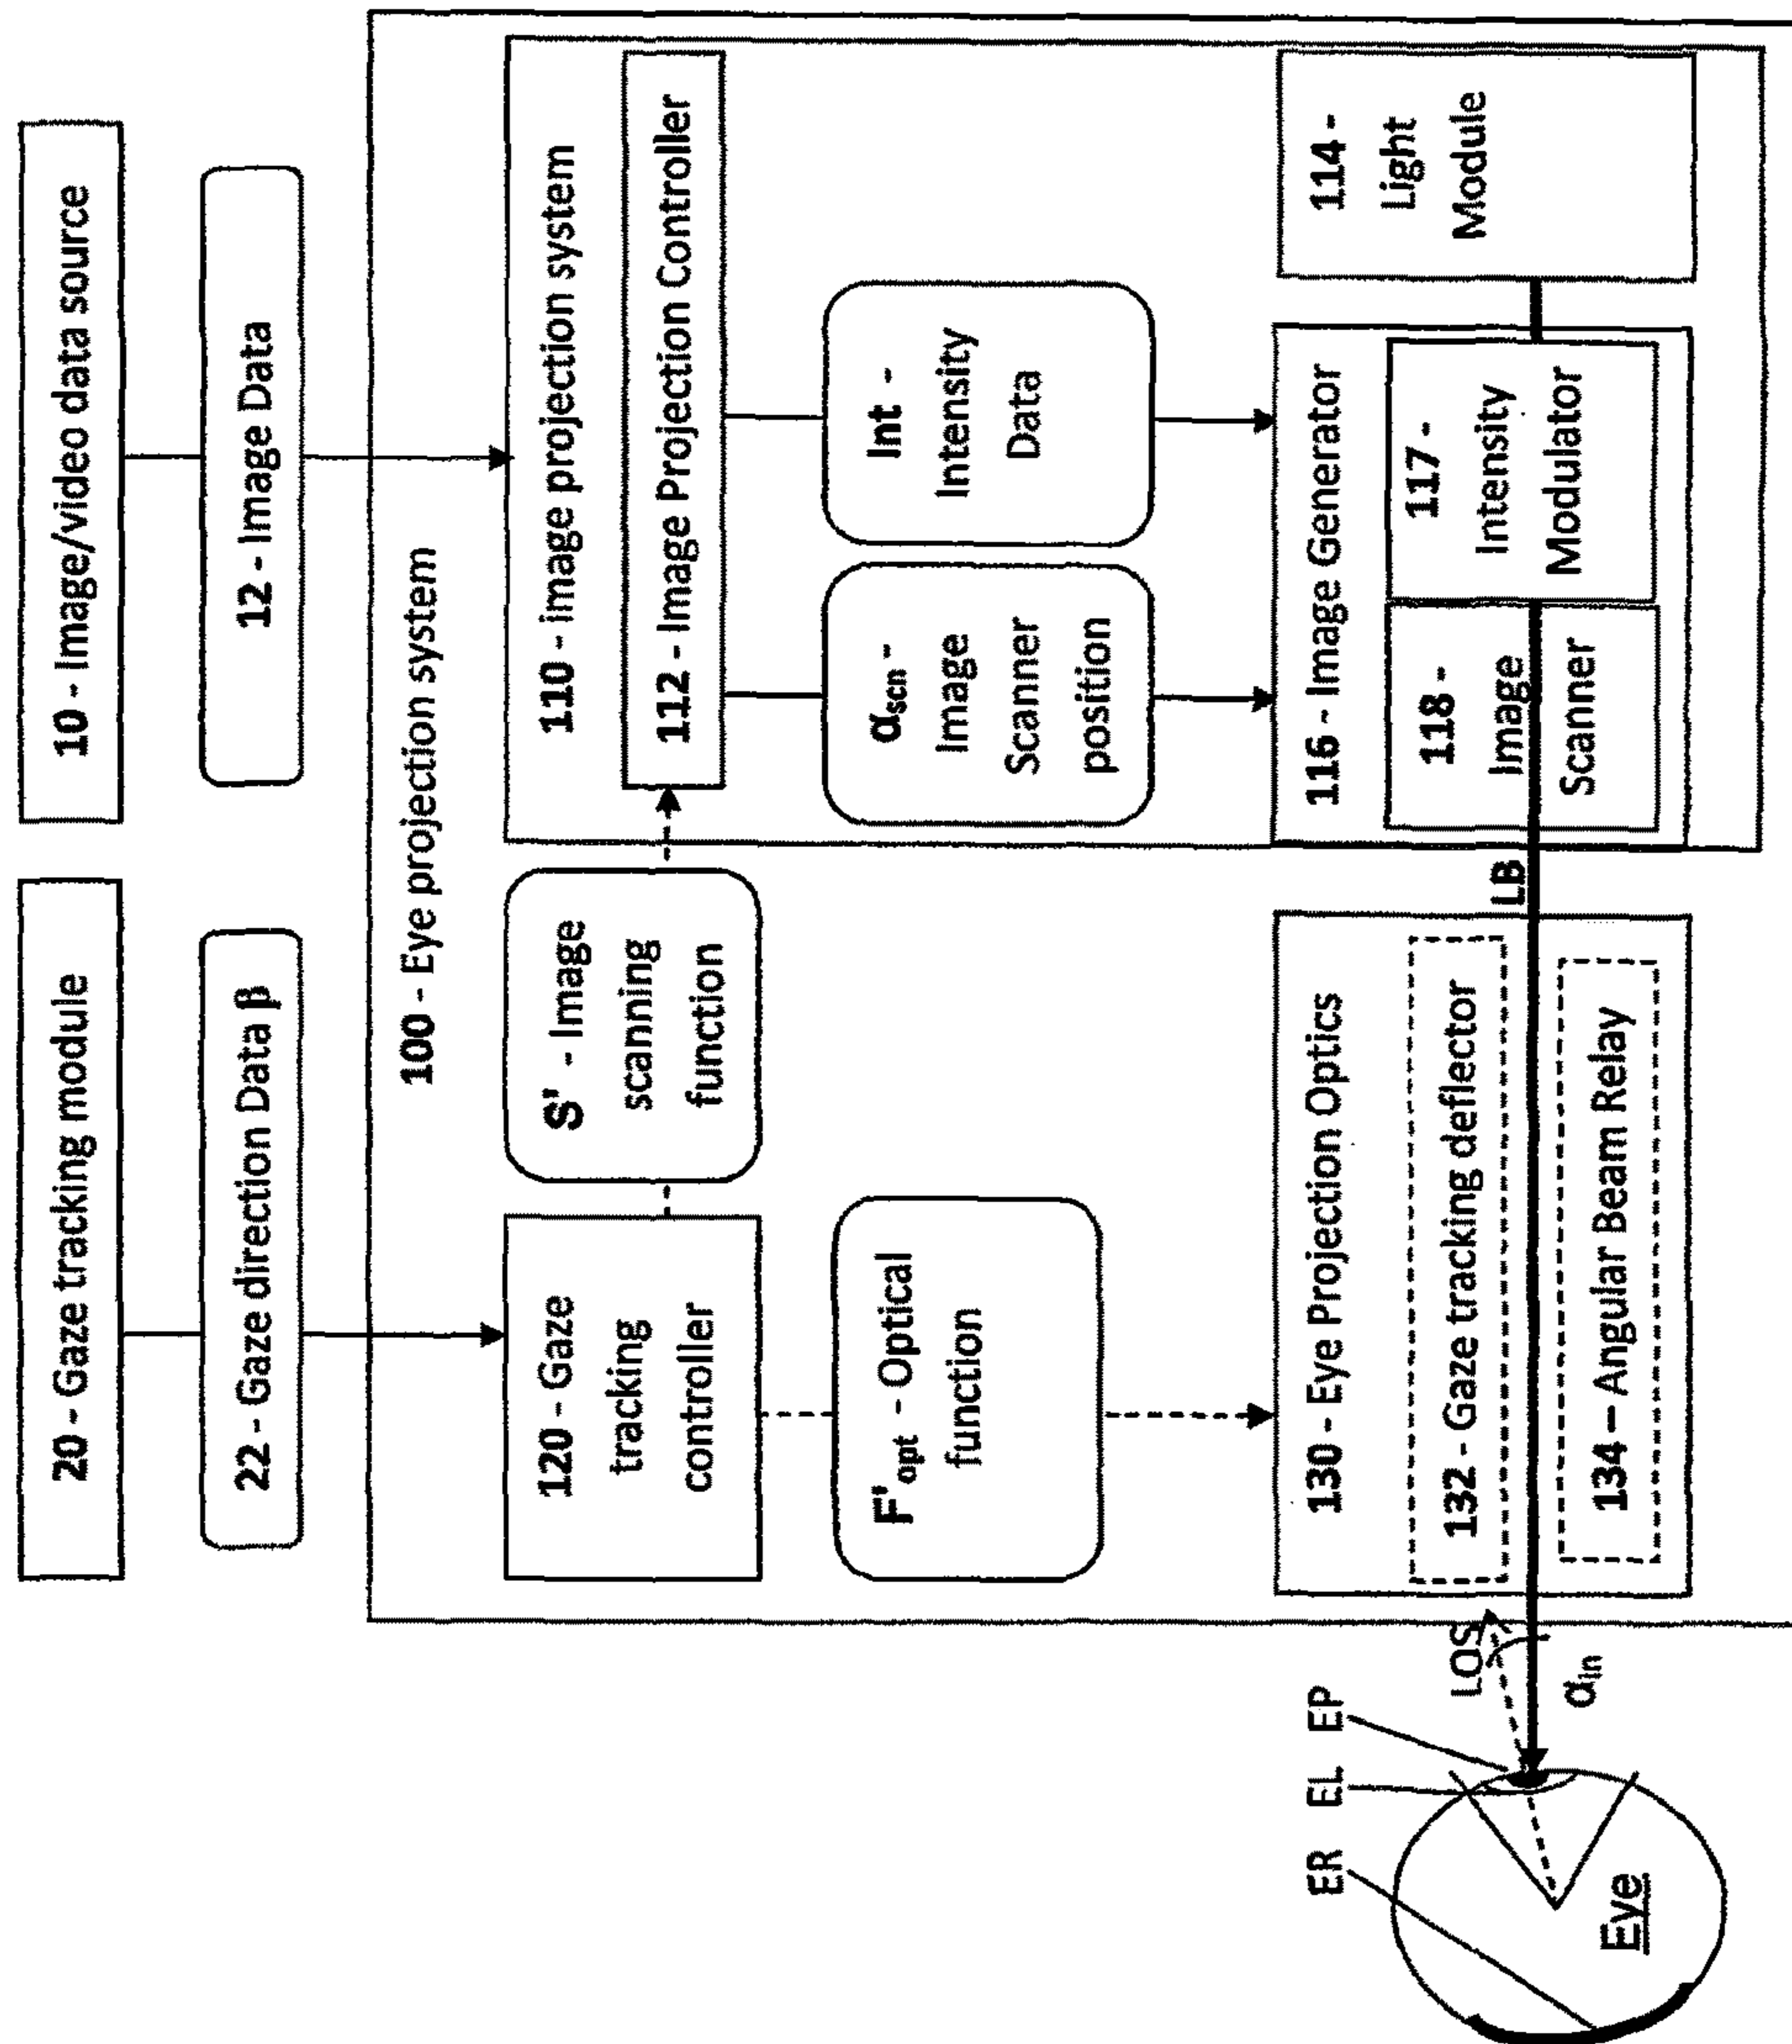 20 - Gaze tracking module
10 - Image/video data source
22 - Gaze direction Data β
12 - Image Data
100 - Eye projection system
120 - Gaze
tracking
controller
S' - Image
scanning
function
110 - image projection system
112 - Image Projection Controller
F'opt - Optical
function
αscn -
Image
Scanner
position
Int -
Intensity
Data
130 - Eye Projection Optics
132 - Gaze tracking deflector
134 – Angular Beam Relay
116 - Image Generator
118 -
Image
Scanner
117 -
Intensity
Modulator
114 -
Light
Module
LB
LOS
αin
ER
EL
EP
Eye